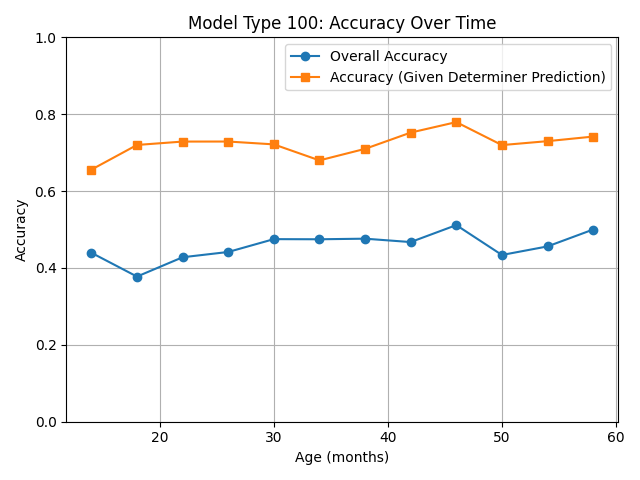 Model Type 100: Accuracy Over Time
Overall Accuracy
Accuracy (Given Determiner Prediction)
1.0
0.8
0.6
0.4
0.2
0.0
Accuracy
20
30
40
50
60
Age (months)